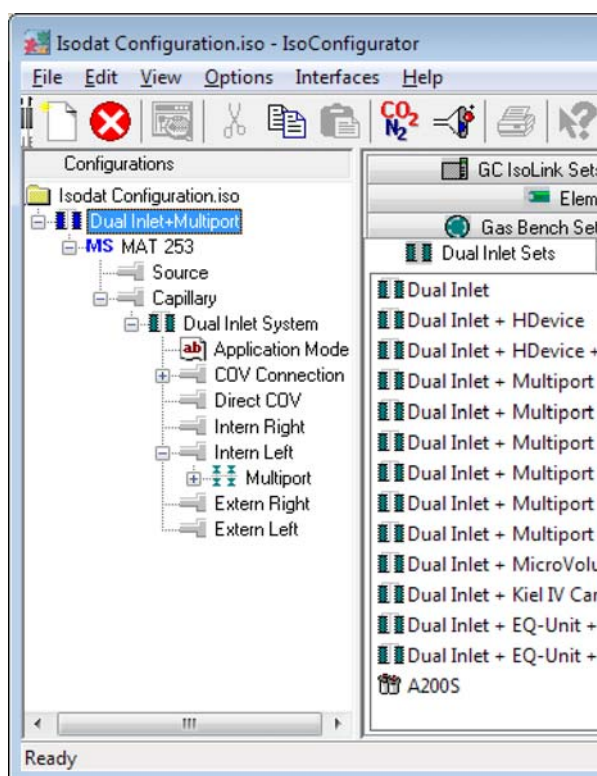 Isodat Configuration.iso - IsoConfigurator
File Edit View Options Interfaces Help
CO2
N2
Configurations
Isodat Configuration.iso
Dual Inlet+Multiport
MS MAT 253
Source
Capillary
Dual Inlet System
ab Application Mode
COV Connection
Direct COV
Intern Right
Intern Left
Multiport
Extern Right
Extern Left
GC IsoLink Sets
Elem
Gas Bench Set
Dual Inlet Sets
Dual Inlet
Dual Inlet + HDevice
Dual Inlet + HDevice +
Dual Inlet + Multiport
Dual Inlet + Multiport
Dual Inlet + Multiport
Dual Inlet + Multiport
Dual Inlet + Multiport
Dual Inlet + Multiport
Dual Inlet + MicroVolu
Dual Inlet + Kiel IV Car
Dual Inlet + EQ-Unit +
Dual Inlet + EQ-Unit +
A200S
Ready